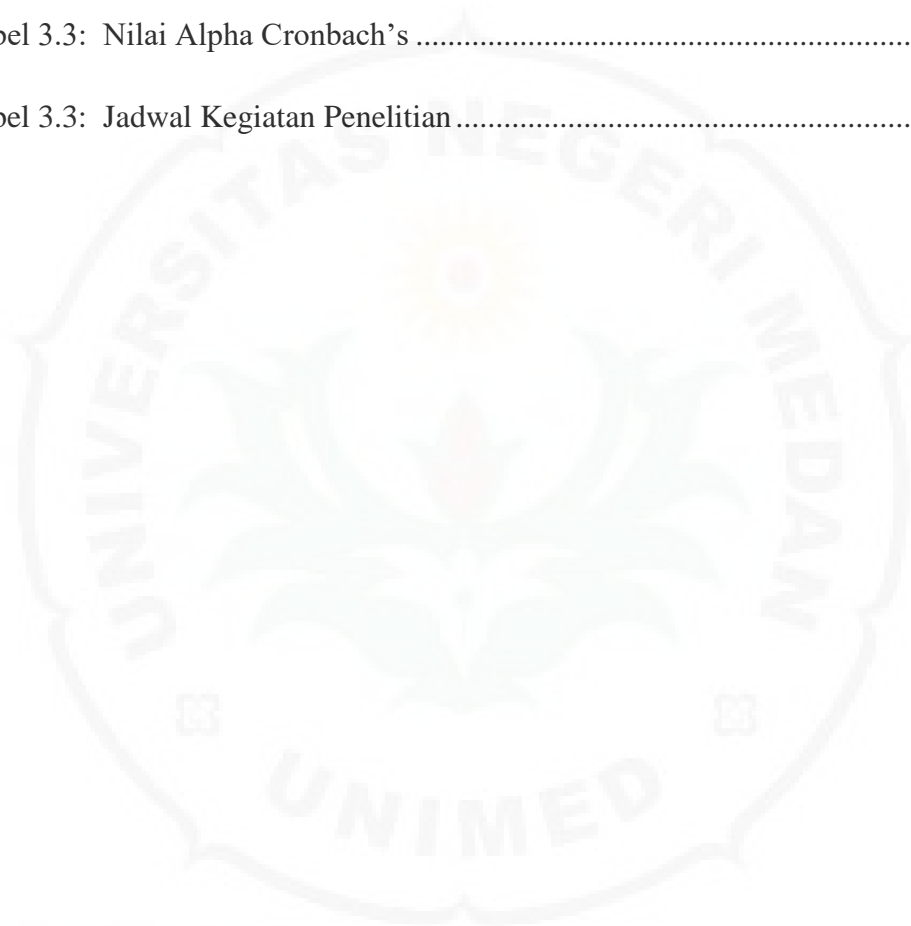 bel 3.3: Nilai Alpha Cronbach’s ..............................................................
bel 3.3: Jadwal Kegiatan Penelitian .........................................................
UNIVERSITAS NEGERI MEDAN
UNIMED